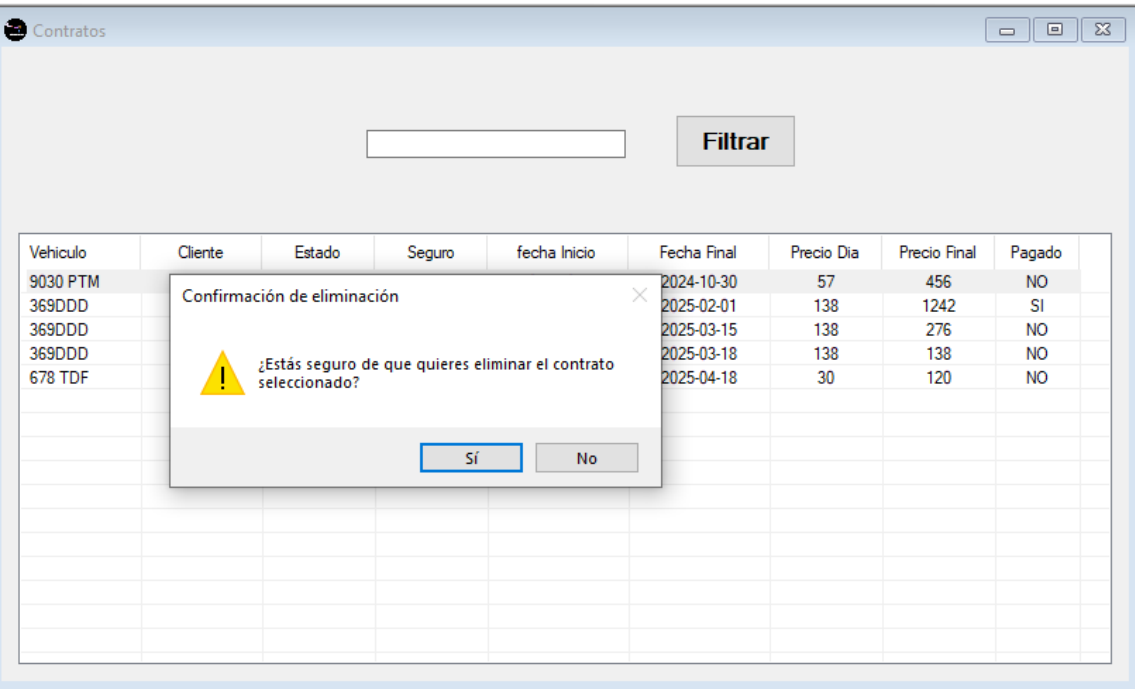 Contratos
Filtrar
Vehiculo Cliente Estado Seguro fecha Inicio Fecha Final Precio Dia Precio Final Pagado
9030 PTM 2024-10-30 57 456 NO
369DDD 2025-02-01 138 1242 SI
369DDD 2025-03-15 138 276 NO
369DDD 2025-03-18 138 138 NO
678 TDF 2025-04-18 30 120 NO
Confirmación de eliminación
¿Estás seguro de que quieres eliminar el contrato
seleccionado?
Sí No